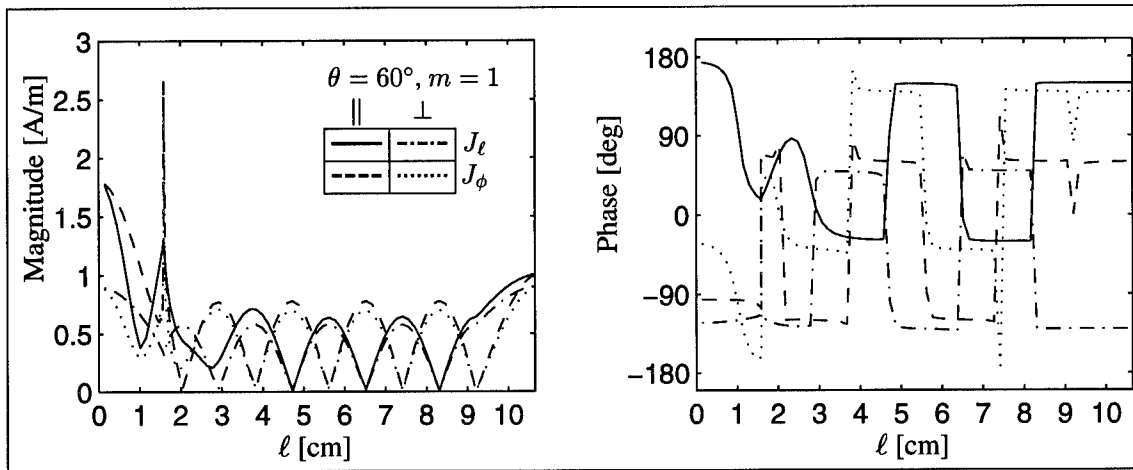 Magnitude [A/m]
3
2.5
2
1.5
1
0.5
0
θ = 60°, m = 1
|| ⊥
J_ℓ
J_ϕ
0 1 2 3 4 5 6 7 8 9 10
ℓ [cm]
Phase [deg]
180
90
0
−90
−180
0 1 2 3 4 5 6 7 8 9 10
ℓ [cm]